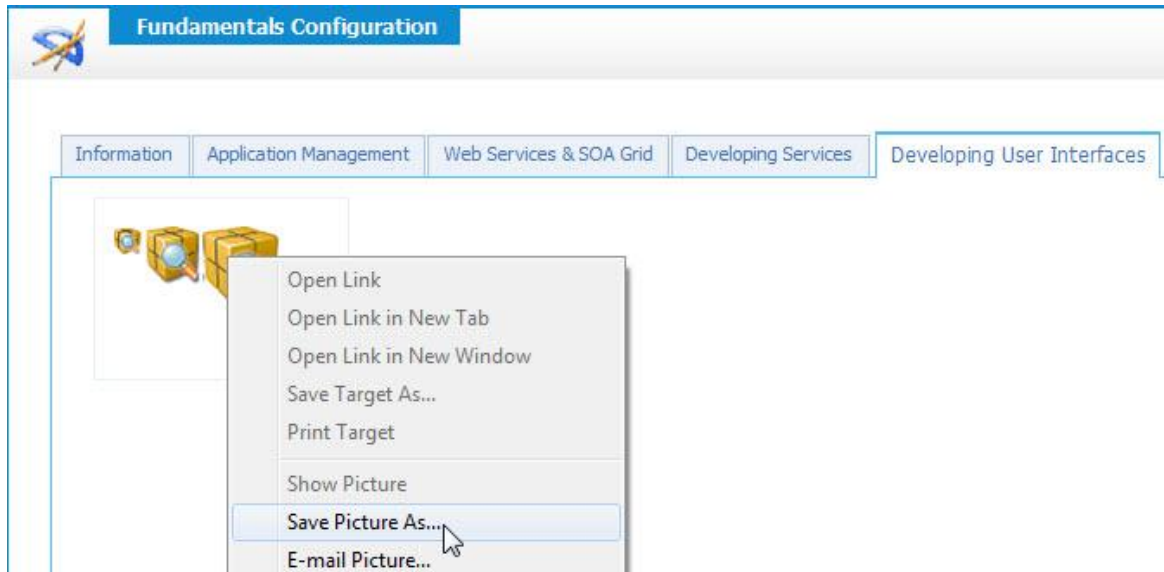 Fundamentals Configuration
Information Application Management Web Services & SOA Grid Developing Services Developing User Interfaces
Open Link
Open Link in New Tab
Open Link in New Window
Save Target As...
Print Target
Show Picture
Save Picture As...
E-mail Picture...